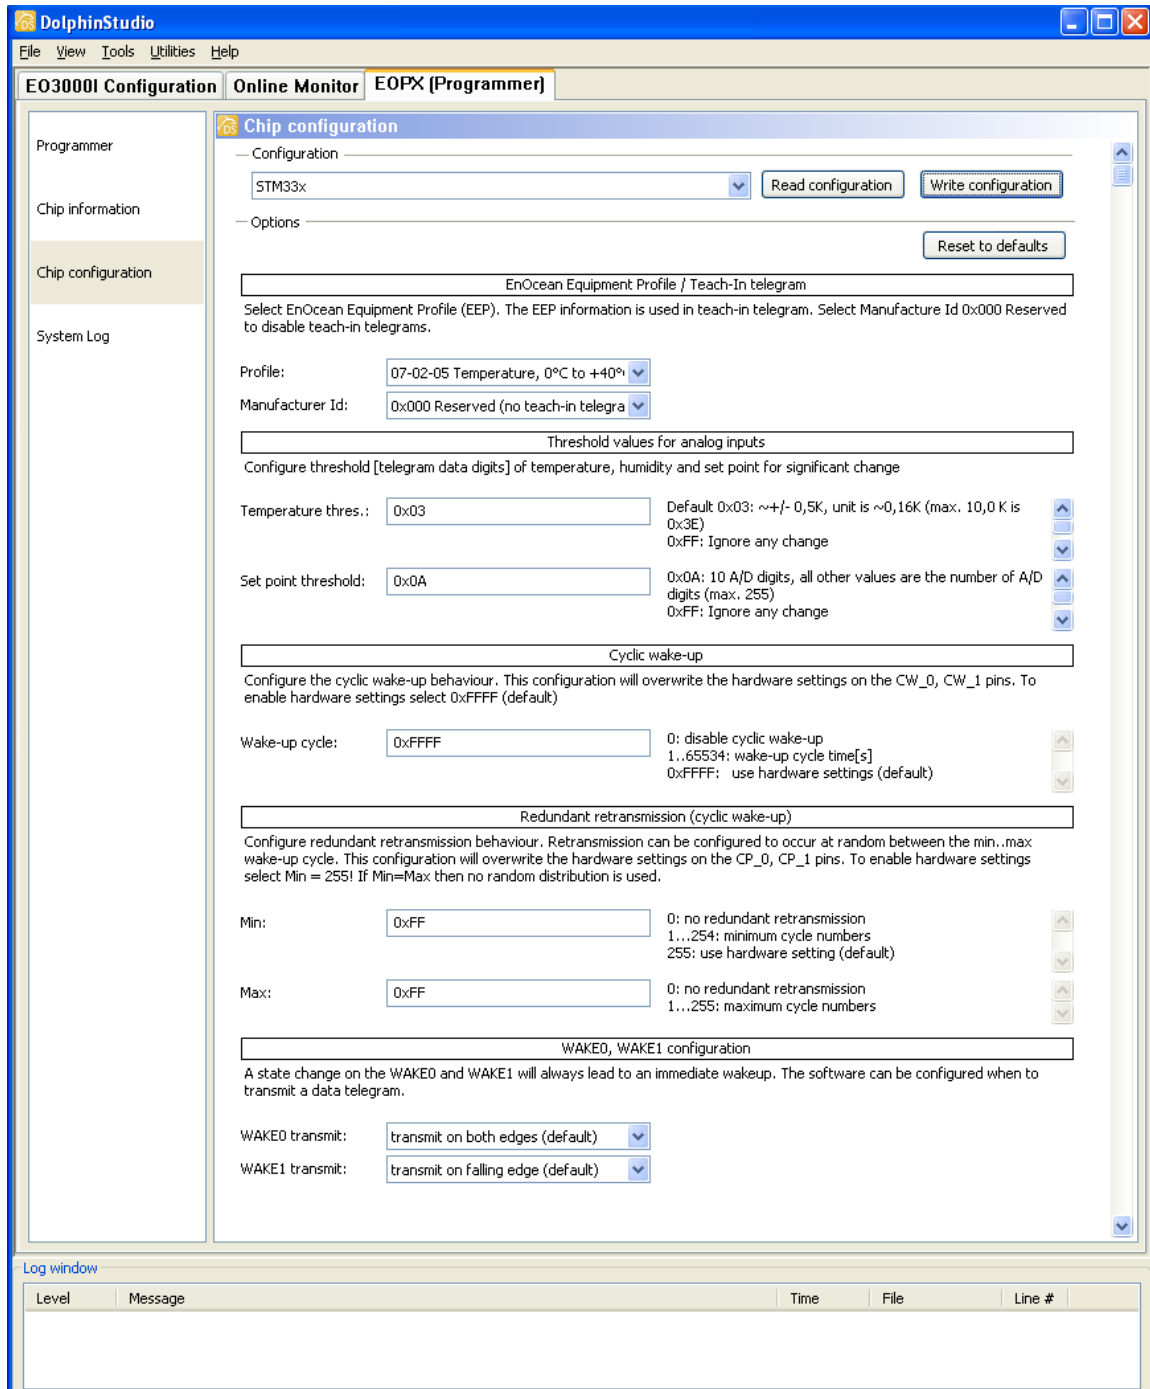 DolphinStudio
File View Tools Utilities Help
EO3000I Configuration Online Monitor EOPX (Programmer)
Programmer
Chip information
Chip configuration
System Log
DS Chip configuration
Configuration
STM33x Read configuration Write configuration
Options
Reset to defaults
EnOcean Equipment Profile / Teach-In telegram
Select EnOcean Equipment Profile (EEP). The EEP information is used in teach-in telegram. Select Manufacture Id 0x000 Reserved
to disable teach-in telegrams.
Profile: 07-02-05 Temperature, 0°C to +40°
Manufacturer Id: 0x000 Reserved (no teach-in telegra
Threshold values for analog inputs
Configure threshold [telegram data digits] of temperature, humidity and set point for significant change
Temperature thres.: 0x03 Default 0x03: ~+/- 0,5K, unit is ~0,16K (max. 10,0 K is
0x3E)
0xFF: Ignore any change
Set point threshold: 0x0A 0x0A: 10 A/D digits, all other values are the number of A/D
digits (max. 255)
0xFF: Ignore any change
Cyclic wake-up
Configure the cyclic wake-up behaviour. This configuration will overwrite the hardware settings on the CW_0, CW_1 pins. To
enable hardware settings select 0xFFFF (default)
Wake-up cycle: 0xFFFF 0: disable cyclic wake-up
1..65534: wake-up cycle time[s]
0xFFFF: use hardware settings (default)
Redundant retransmission (cyclic wake-up)
Configure redundant retransmission behaviour. Retransmission can be configured to occur at random between the min..max
wake-up cycle. This configuration will overwrite the hardware settings on the CP_0, CP_1 pins. To enable hardware settings
select Min = 255! If Min=Max then no random distribution is used.
Min: 0xFF 0: no redundant retransmission
1...254: minimum cycle numbers
255: use hardware setting (default)
Max: 0xFF 0: no redundant retransmission
1...255: maximum cycle numbers
WAKE0, WAKE1 configuration
A state change on the WAKE0 and WAKE1 will always lead to an immediate wakeup. The software can be configured when to
transmit a data telegram.
WAKE0 transmit: transmit on both edges (default)
WAKE1 transmit: transmit on falling edge (default)
Log window
Level Message Time File Line #